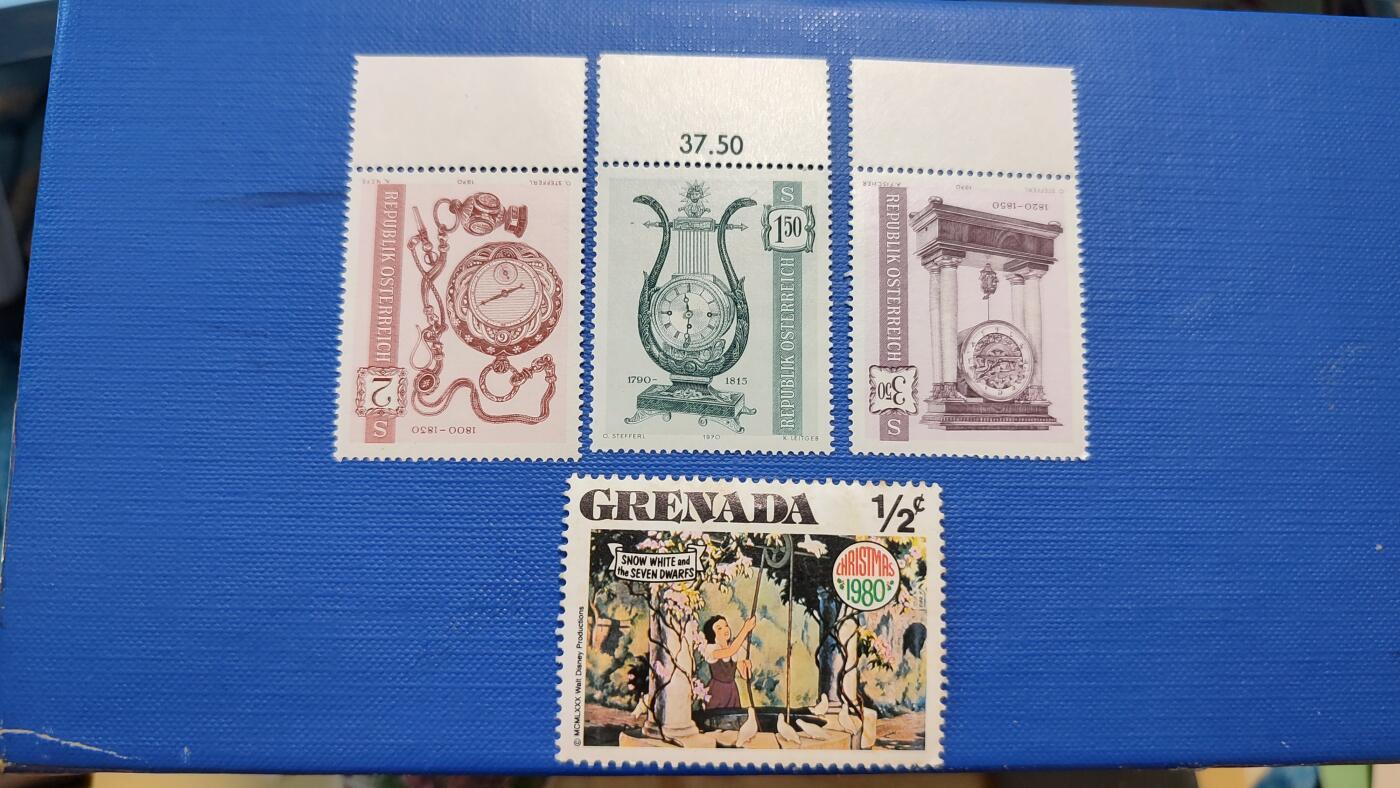 37.50
O. STEFFERL
1970
REPUBLIK ÖSTERREICH
2
S
1800-1830
S
1 50
REPUBLIK ÖSTERREICH
1790-
1815
O. STEFFERL
1970
K. LEITGEB
A. FISCHER
1970
O. STEFFERL
1820-1850
REPUBLIK ÖSTERREICH
3 50
S
GRENADA
1/2¢
SNOW WHITE and
the SEVEN DWARFS
CHRISTMAS
1980
© MCMLXXX Walt Disney Productions